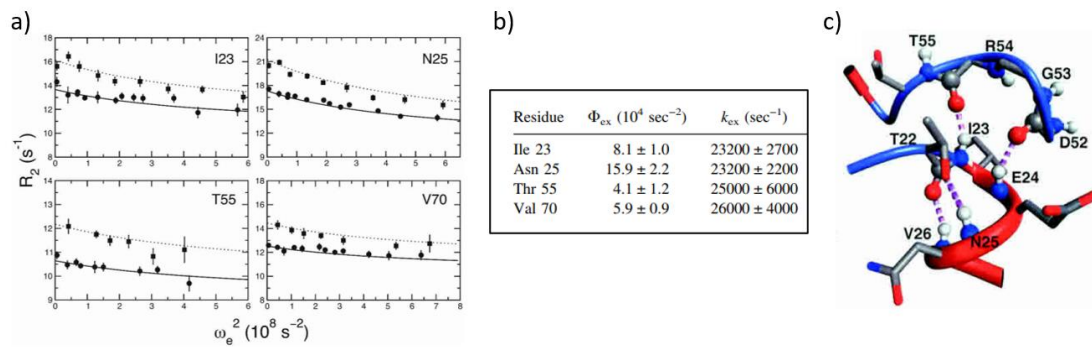 a)
R₂ (s⁻¹)
18
16
14
12
10
8
0 1 2 3 4 5 6
I23
24
22
20
18
16
14
12
10
0 1 2 3 4 5 6
N25
14
13
12
11
10
9
0 1 2 3 4 5 6
T55
18
16
14
12
10
8
0 1 2 3 4 5 6 7 8
V70
ωₑ² (10⁸ s⁻²)
b)
Residue Φex (10⁴ sec⁻²) kex (sec⁻¹)
Ile 23 8.1 ± 1.0 23200 ± 2700
Asn 25 15.9 ± 2.2 23200 ± 2200
Thr 55 4.1 ± 1.2 25000 ± 6000
Val 70 5.9 ± 0.9 26000 ± 4000
c)
T55
R54
G53
D52
I23
T22
E24
V26
N25